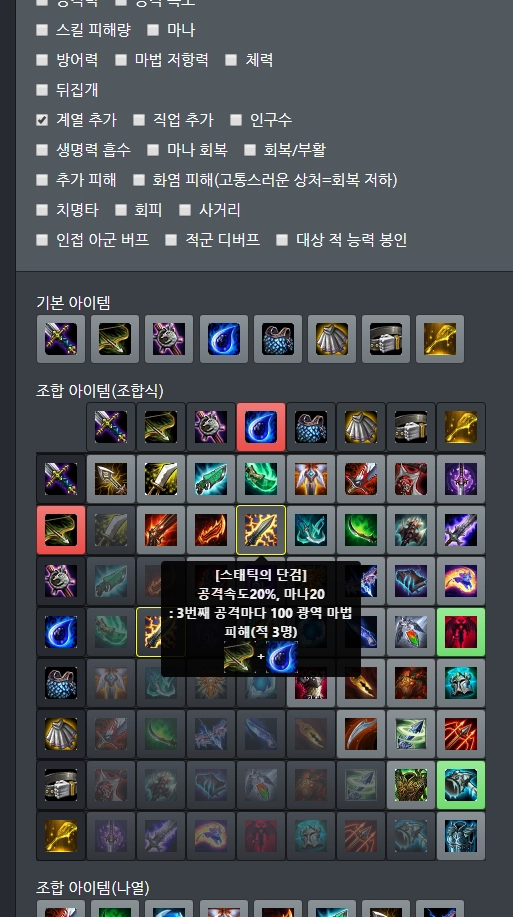 공격력 공격 속도
스킬 피해량 마나
방어력 마법 저항력 체력
뒤집개
계열 추가 직업 추가 인구수
생명력 흡수 마나 회복 회복/부활
추가 피해 화염 피해(고통스러운 상처=회복 저하)
치명타 회피 사거리
인접 아군 버프 적군 디버프 대상 적 능력 봉인
기본 아이템
조합 아이템(조합식)
[스태틱의 단검]
공격속도20%, 마나20
: 3번째 공격마다 100 광역 마법
피해(적 3명)
+
조합 아이템(나열)